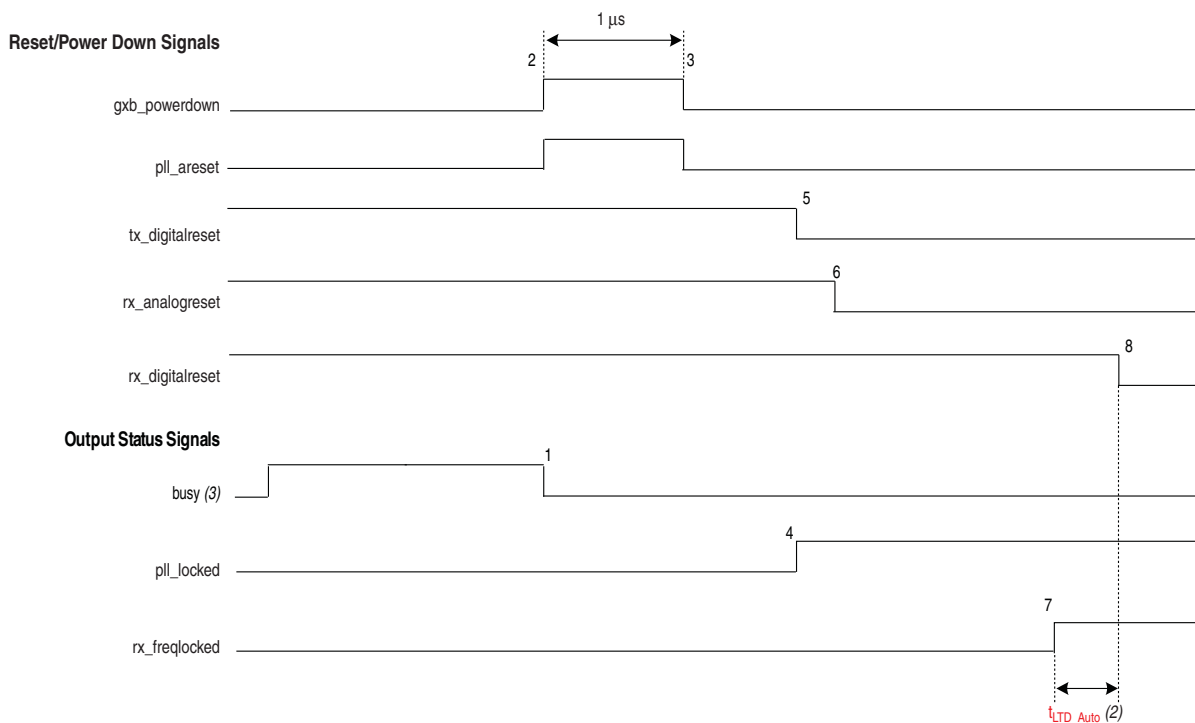 1 μs
Reset/Power Down Signals
2
3
gxb_powerdown
pll_areset
5
tx_digitalreset
6
rx_analogreset
8
rx_digitalreset
Output Status Signals
1
busy (3)
4
pll_locked
7
rx_freqlocked
tLTD_Auto (2)